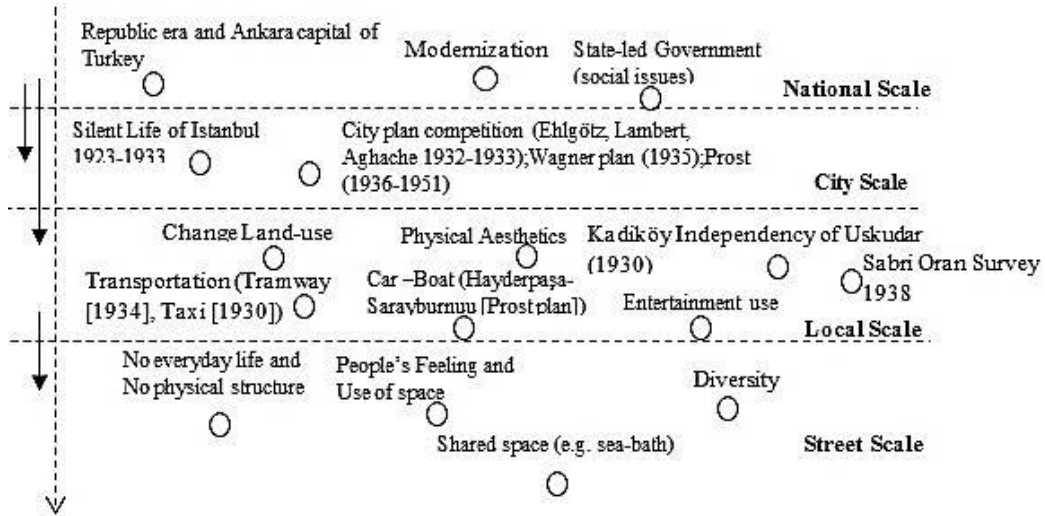 Republic era and Ankara capital of
Turkey
Modernization
State-led Government
(social issues)
National Scale
Silent Life of Istanbul
1923-1933
City plan competition (Ehlgötz, Lambert,
Aghache 1932-1933);Wagner plan (1935);Prost
(1936-1951)
City Scale
Change Land-use
Physical Aesthetics
Kadiköy Independency of Uskudar
(1930)
Sabri Oran Survey
1938
Transportation (Tramway
[1934], Taxi [1930])
Car –Boat (Hayderpaşa-
Sarayburnuu [Prost plan])
Entertainment use
Local Scale
No everyday life and
No physical structure
People's Feeling and
Use of space
Diversity
Shared space (e.g. sea-bath)
Street Scale